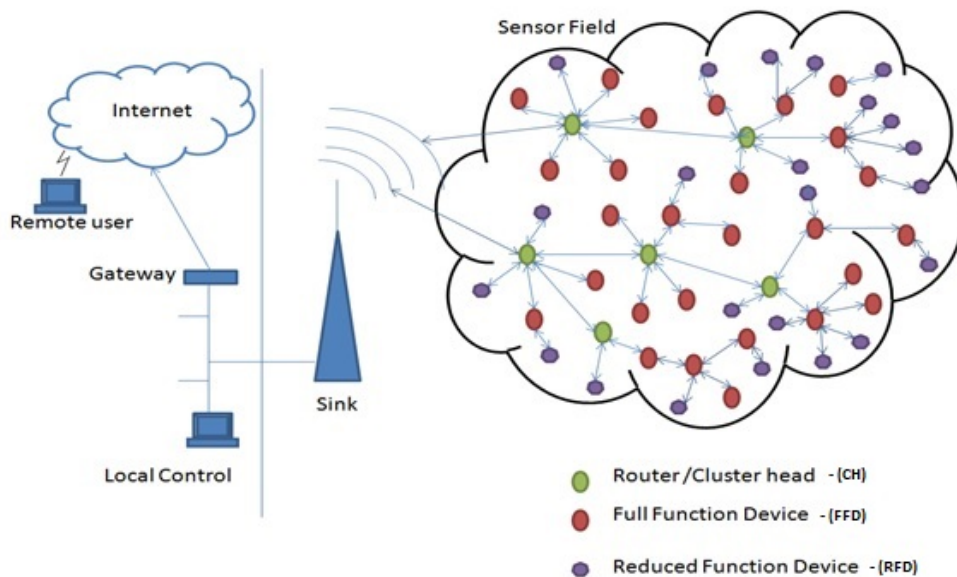 Sensor Field
Internet
Remote user
Gateway
Sink
Local Control
Router/Cluster head - (CH)
Full Function Device - (FFD)
Reduced Function Device - (RFD)